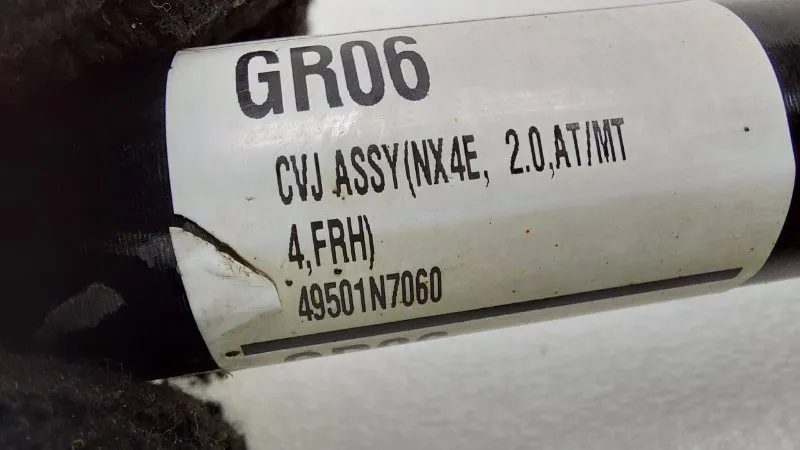 GR06
CVJ ASSY(NX4E, 2.0,AT/MT
4,FRH)
49501N7060